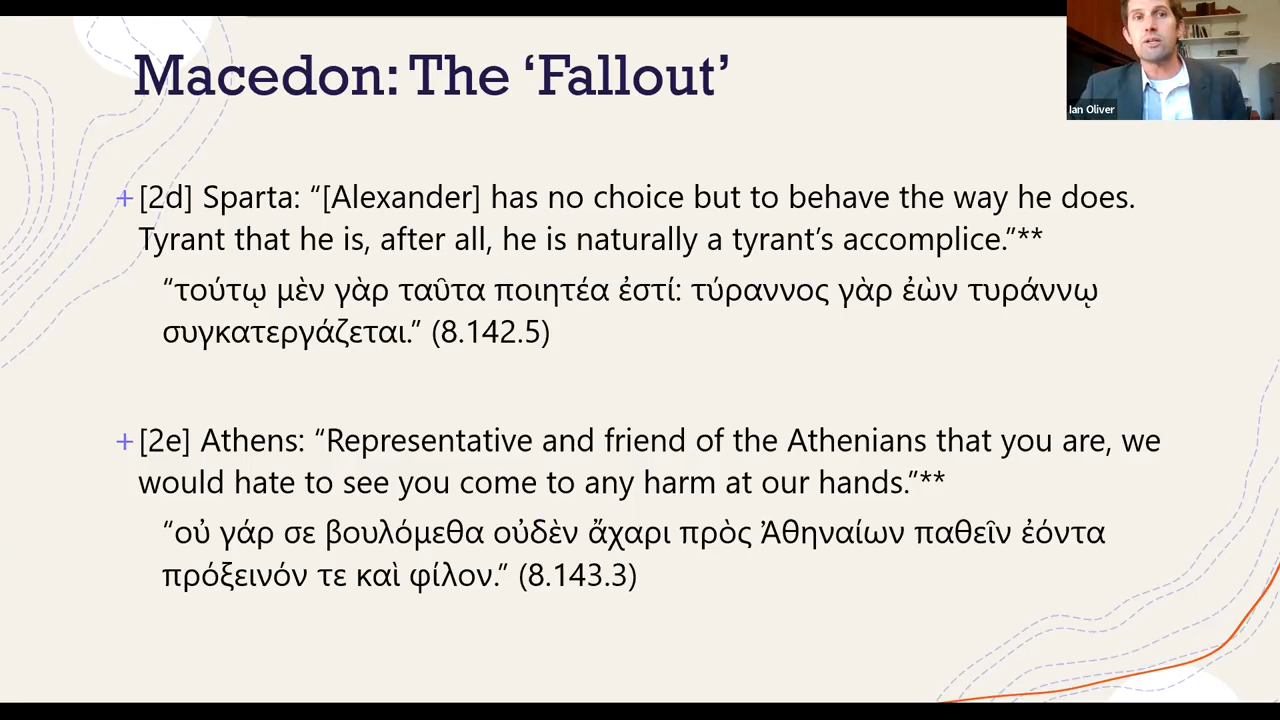 Macedon: The ‘Fallout’
Ian Oliver
+ [2d] Sparta: “[Alexander] has no choice but to behave the way he does.
Tyrant that he is, after all, he is naturally a tyrant’s accomplice.”**
“τούτῳ μὲν γὰρ ταῦτα ποιητέα ἐστί: τύραννος γὰρ ἐὼν τυράννῳ
συγκατεργάζεται.” (8.142.5)
+ [2e] Athens: “Representative and friend of the Athenians that you are, we
would hate to see you come to any harm at our hands.”**
“οὐ γάρ σε βουλόμεθα οὐδὲν ἄχαρι πρὸς Ἀθηναίων παθεῖν ἐόντα
πρόξεινόν τε καὶ φίλον.” (8.143.3)